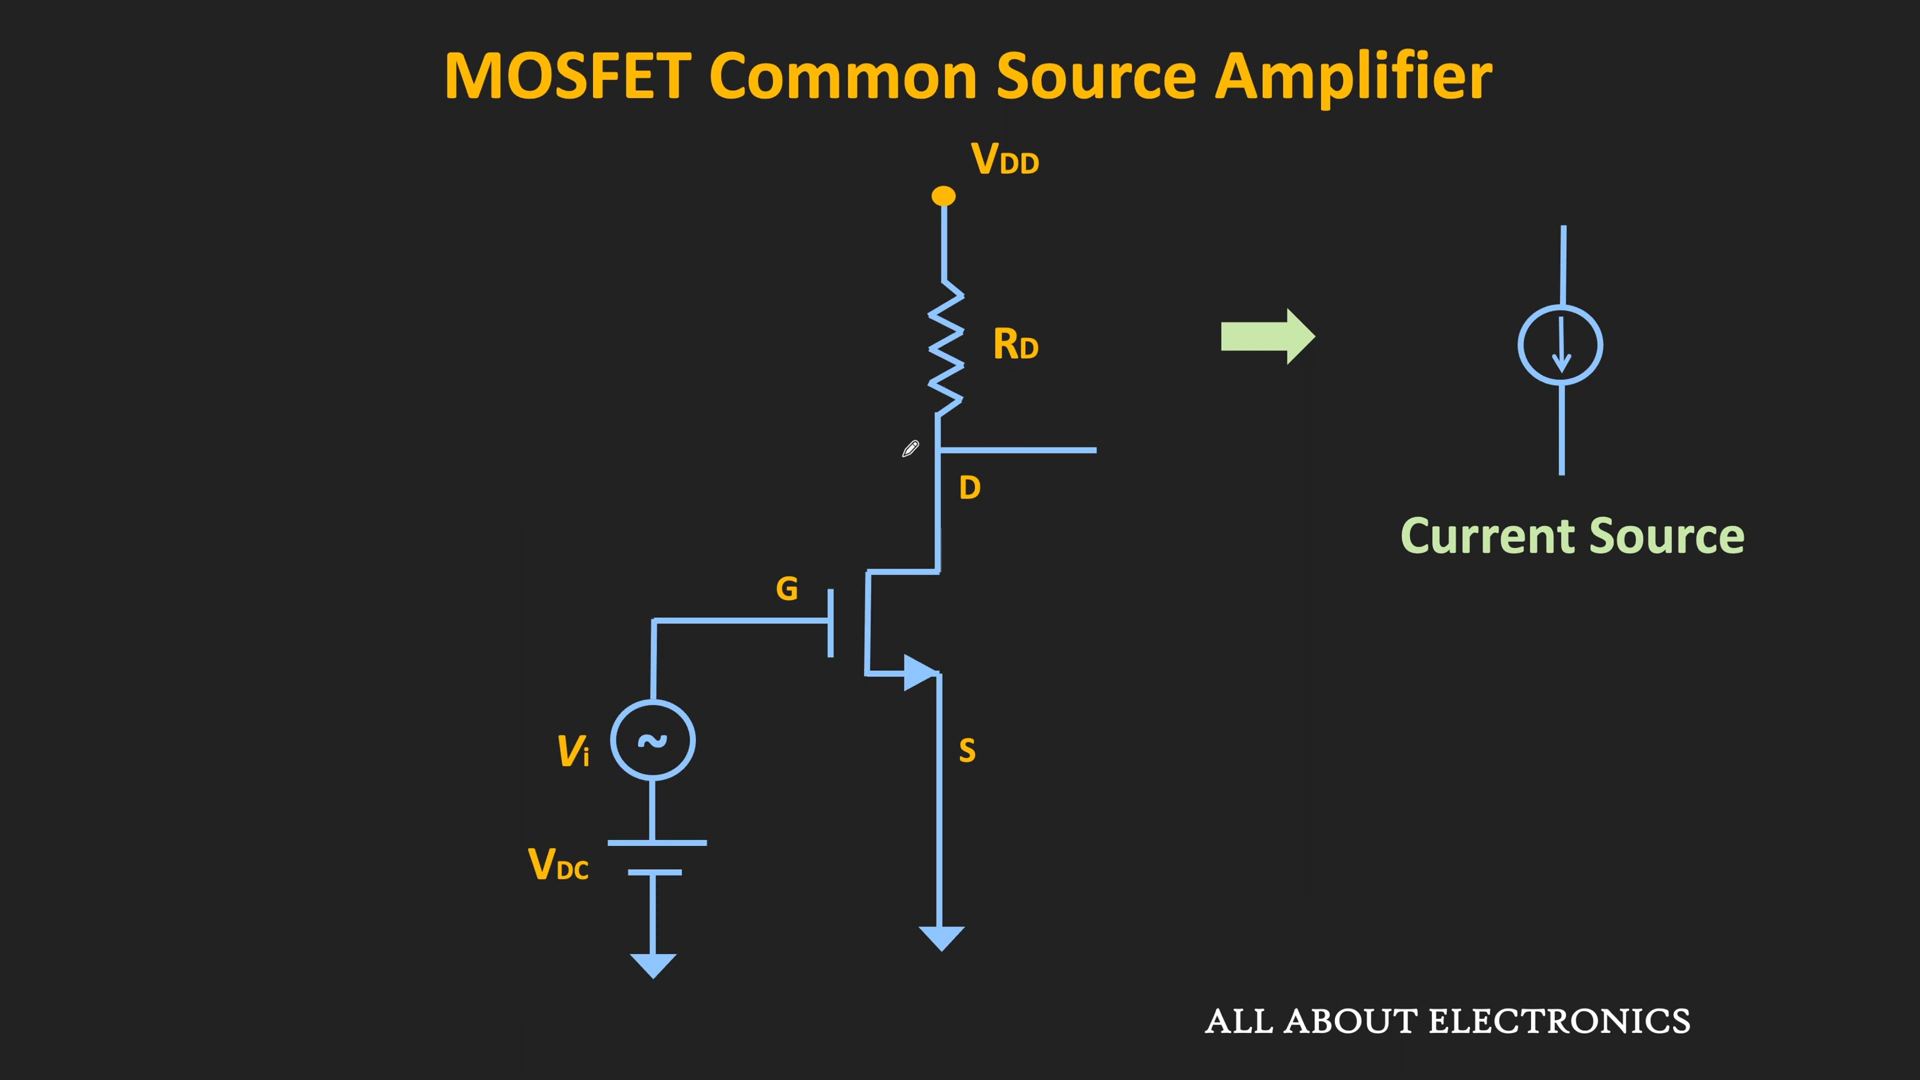 MOSFET Common Source Amplifier
VDD
RD
D
Current Source
G
~
Vi
S
VDC
ALL ABOUT ELECTRONICS